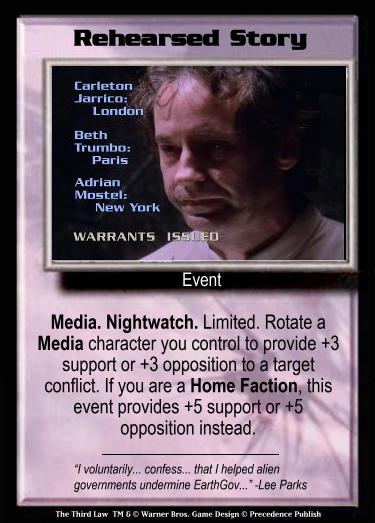 Rehearsed Story
Carleton
Jarrico:
London
Beth
Trumbo:
Paris
Adrian
Mostel:
New York
WARRANTS ISSUED
Event
Media. Nightwatch. Limited. Rotate a
Media character you control to provide +3
support or +3 opposition to a target
conflict. If you are a Home Faction, this
event provides +5 support or +5
opposition instead.
"I voluntarily... confess... that I helped alien
governments undermine EarthGov..." -Lee Parks
The Third Law TM & © Warner Bros. Game Design © Precedence Publish